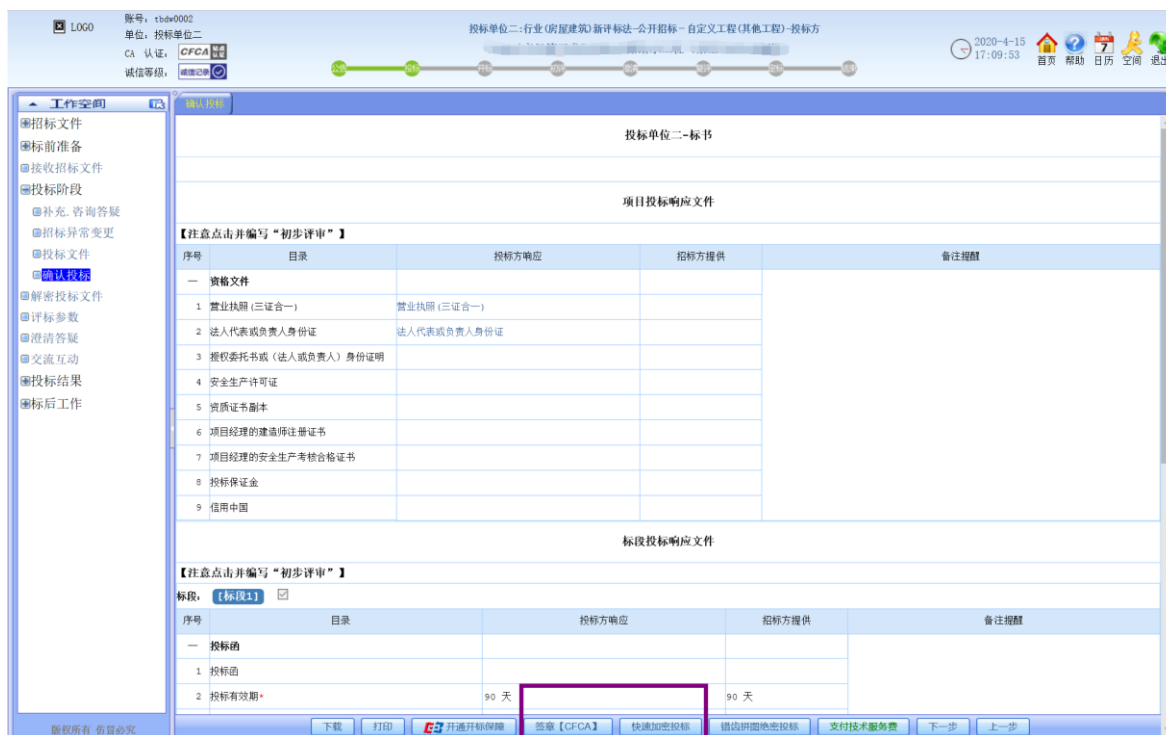 LOGO
账号: tbdw0002
单位: 投标单位二
CA 认证:
CFCA
诚信等级:
诚信记录
投标单位二:行业(房屋建筑)新评标法-公开招标-自定义工程(其他工程)-投标方
投标
2020-4-15
17:09:53
首页 帮助 日历 空间 退出
工作空间
招标文件
标前准备
接收招标文件
投标阶段
补充.咨询答疑
招标异常变更
投标文件
确认投标
解密投标文件
评标参数
澄清答疑
交流互动
投标结果
标后工作
版权所有 仿冒必究
确认投标
投标单位二-标书
项目投标响应文件
【注意点击并编写“初步评审”】
序号 目录 投标方响应 招标方提供 备注提醒
一 资格文件
1 营业执照(三证合一) 营业执照(三证合一)
2 法人代表或负责人身份证 法人代表或负责人身份证
3 授权委托书或(法人或负责人)身份证明
4 安全生产许可证
5 资质证书副本
6 项目经理的建造师注册证书
7 项目经理的安全生产考核合格证书
8 投标保证金
9 信用中国
标段投标响应文件
【注意点击并编写“初步评审”】
标段: [标段1]
序号 目录 投标方响应 招标方提供 备注提醒
一 投标函
1 投标函
2 投标有效期* 90 天 90 天
下载 打印 开通开标保障 签章【CFCA】 快速加密投标 错齿拼图绝密投标 支付技术服务费 下一步 上一步